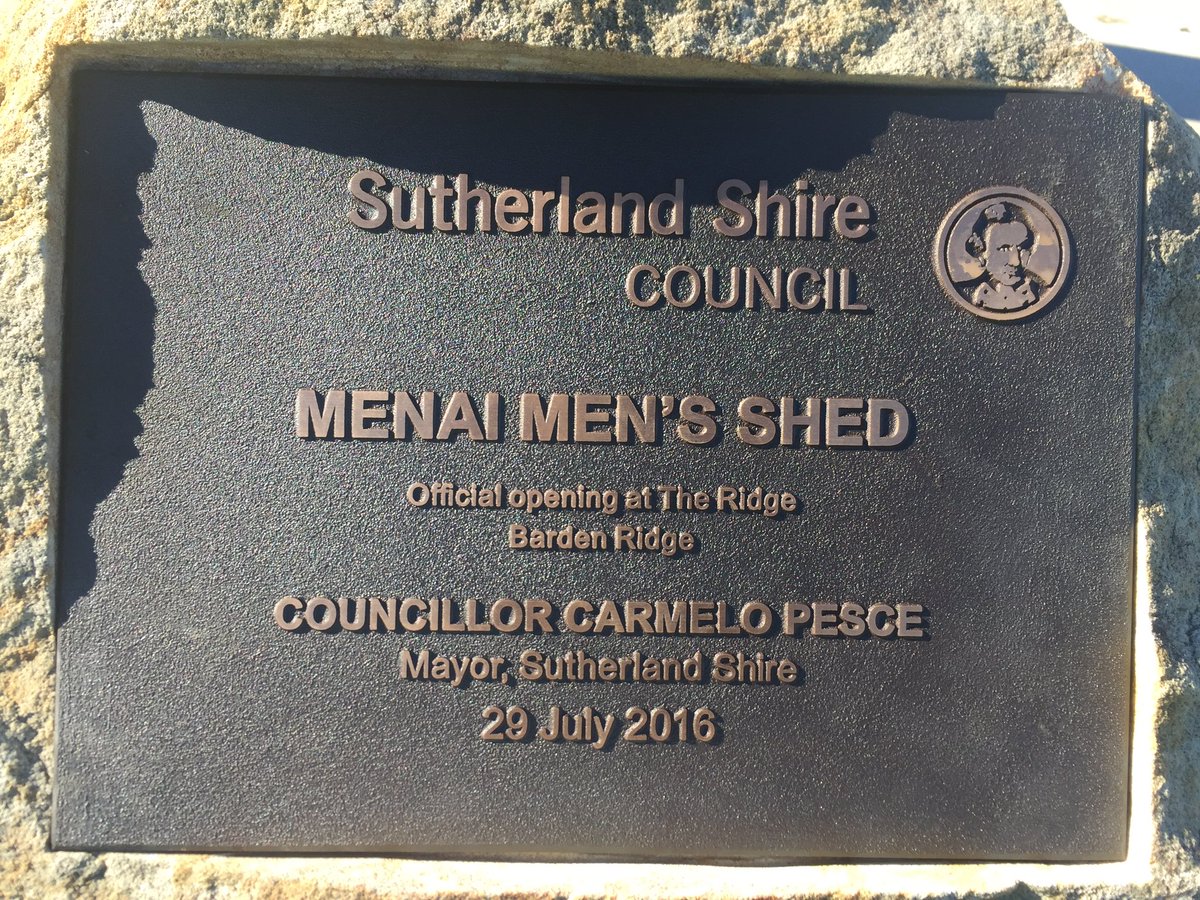 Sutherland Shire
COUNCIL
MENAI MEN'S SHED
Official opening at The Ridge
Barden Ridge
COUNCILLOR CARMELO PESCE
Mayor, Sutherland Shire
29 July 2016